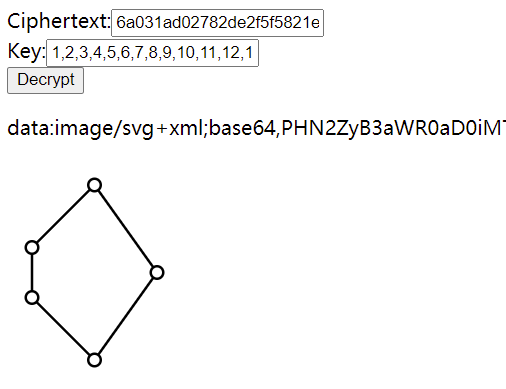 Ciphertext:6a031ad02782de2f5f5821e
Key:1,2,3,4,5,6,7,8,9,10,11,12,1
Decrypt
data:image/svg+xml;base64,PHN2ZyB3aWR0aD0iMT